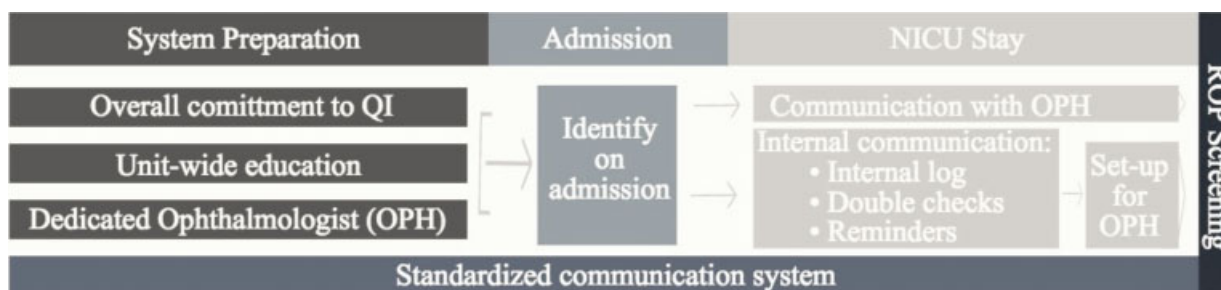 System Preparation
Admission
NICU Stay
Overall comittment to QI
Unit-wide education
Dedicated Ophthalmologist (OPH)
Identify
on
admission
Communication with OPH
Internal communication:
• Internal log
• Double checks
• Reminders
Set-up
for
OPH
ROP Screening
Standardized communication system